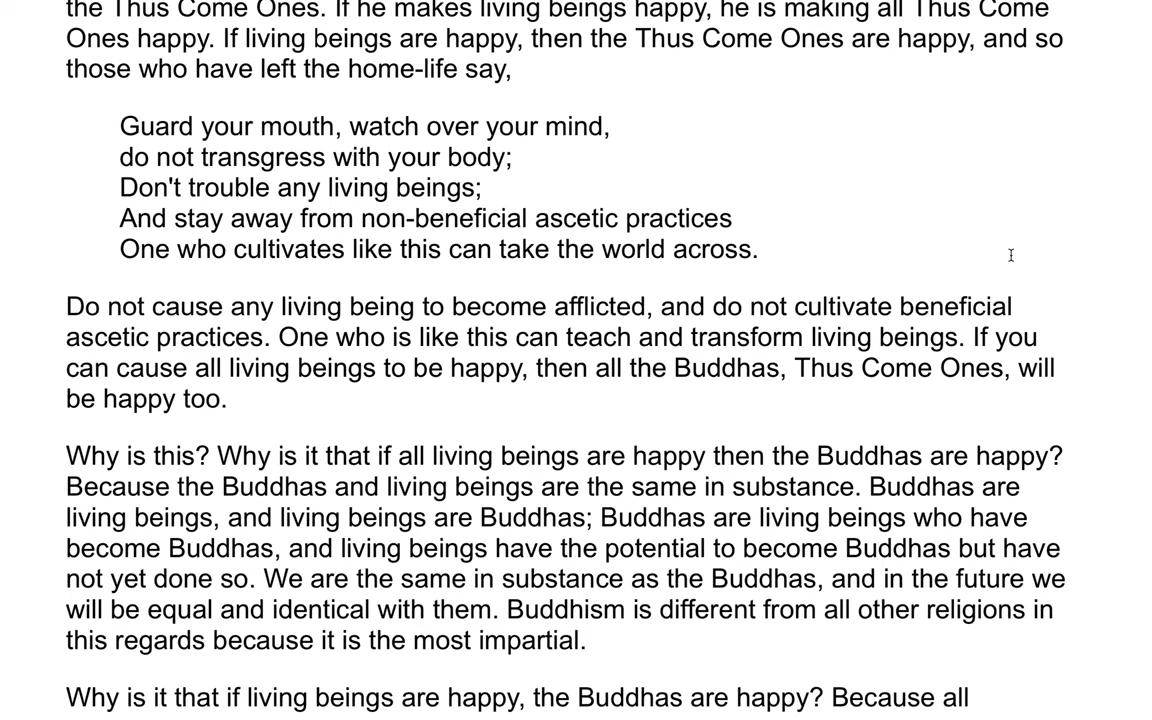 the Thus Come Ones. If he makes living beings happy, he is making all Thus Come
Ones happy. If living beings are happy, then the Thus Come Ones are happy, and so
those who have left the home-life say,
Guard your mouth, watch over your mind,
do not transgress with your body;
Don't trouble any living beings;
And stay away from non-beneficial ascetic practices
One who cultivates like this can take the world across.
Do not cause any living being to become afflicted, and do not cultivate beneficial
ascetic practices. One who is like this can teach and transform living beings. If you
can cause all living beings to be happy, then all the Buddhas, Thus Come Ones, will
be happy too.
Why is this? Why is it that if all living beings are happy then the Buddhas are happy?
Because the Buddhas and living beings are the same in substance. Buddhas are
living beings, and living beings are Buddhas; Buddhas are living beings who have
become Buddhas, and living beings have the potential to become Buddhas but have
not yet done so. We are the same in substance as the Buddhas, and in the future we
will be equal and identical with them. Buddhism is different from all other religions in
this regards because it is the most impartial.
Why is it that if living beings are happy, the Buddhas are happy? Because all